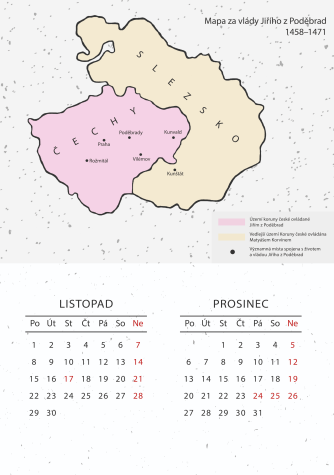 Mapa za vlády Jiřího z Poděbrad
1458–1471
SLEZSKO
ČECHY
Poděbrady
Kunvald
Praha
Vilémov
Rožmitál
Kunštát
Území Koruny české ovládané
Jiřím z Poděbrad
Vedlejší území Koruny české ovládána
Matyášem Korvínem
Významná místa spojena s životem
a vládou Jiřího z Poděbrad
LISTOPAD
Po Út St Čt Pá So Ne
1 2 3 4 5 6 7
8 9 10 11 12 13 14
15 16 17 18 19 20 21
22 23 24 25 26 27 28
29 30
PROSINEC
Po Út St Čt Pá So Ne
1 2 3 4 5
6 7 8 9 10 11 12
13 14 15 16 17 18 19
20 21 22 23 24 25 26
27 28 29 30 31